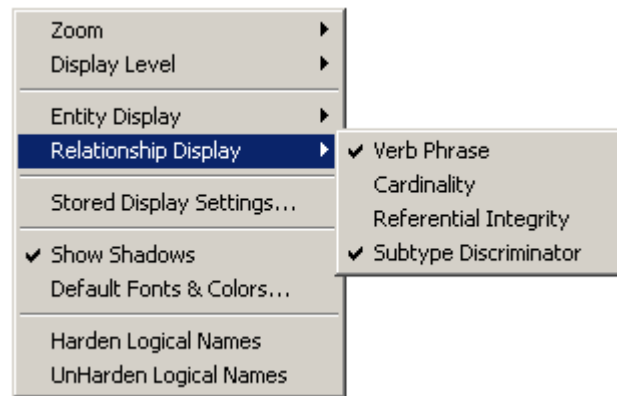 Zoom
Display Level
Entity Display
Relationship Display
Verb Phrase
Cardinality
Referential Integrity
Subtype Discriminator
Stored Display Settings...
Show Shadows
Default Fonts & Colors...
Harden Logical Names
UnHarden Logical Names